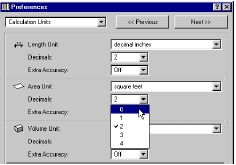 Preferences
Calculation Units
<< Previous
Next >>
Length Unit:
decimal inches
Decimals:
2
Extra Accuracy:
Off
Area Unit:
square feet
Decimals:
2
Extra Accuracy:
0
1
2
3
4
Volume Unit:
Decimals:
Extra Accuracy:
Off